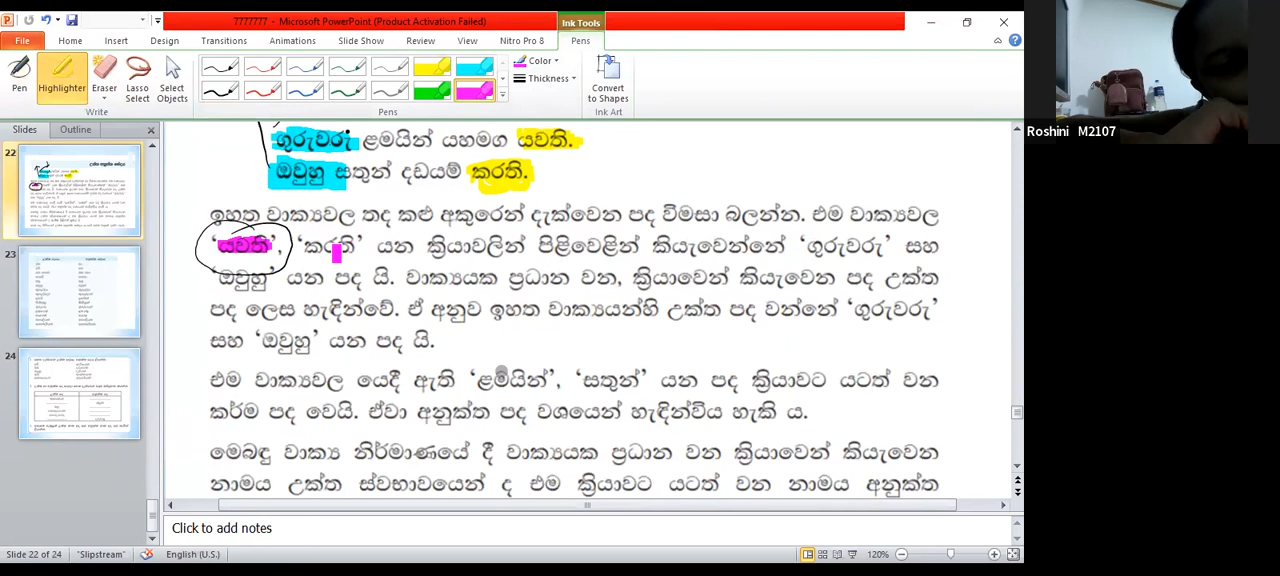 7777777 - Microsoft PowerPoint (Product Activation Failed)
Ink Tools
File Home Insert Design Transitions Animations Slide Show Review View Nitro Pro 8 Pens
Pen Highlighter Eraser Lasso Select Select Objects
Color
Thickness
Convert to Shapes
Write Pens Ink Art
Slides Outline
22
23
24
ගුරුවරු ළමයින් යහමග යවති.
ඔවුහු සතුන් දඩයම් කරති.
ඉහත වාක්‍යවල තද කළු අකුරෙන් දැක්වෙන පද විමසා බලන්න. එම වාක්‍යවල
‘යවති’, ‘කරති’ යන ක්‍රියාවලින් පිළිවෙළින් කියැවෙන්නේ ‘ගුරුවරු’ සහ
‘ඔවුහු’ යන පද යි. වාක්‍යයක ප්‍රධාන වන, ක්‍රියාවෙන් කියැවෙන පද උක්ත
පද ලෙස හැඳින්වේ. ඒ අනුව ඉහත වාක්‍යයන්හි උක්ත පද වන්නේ ‘ගුරුවරු’
සහ ‘ඔවුහු’ යන පද යි.
එම වාක්‍යවල යෙදී ඇති ‘ළමයින්’, ‘සතුන්’ යන පද ක්‍රියාවට යටත් වන
කර්ම පද වෙයි. ඒවා අනුක්ත පද වශයෙන් හැඳින්විය හැකි ය.
මෙබඳු වාක්‍ය නිර්මාණයේ දී වාක්‍යයක ප්‍රධාන වන ක්‍රියාවෙන් කියැවෙන
නාමය උක්ත ස්වභාවයෙන් ද එම ක්‍රියාවට යටත් වන නාමය අනුක්ත
Click to add notes
Slide 22 of 24 "Slipstream" English (U.S.) 120%
Roshini M2107